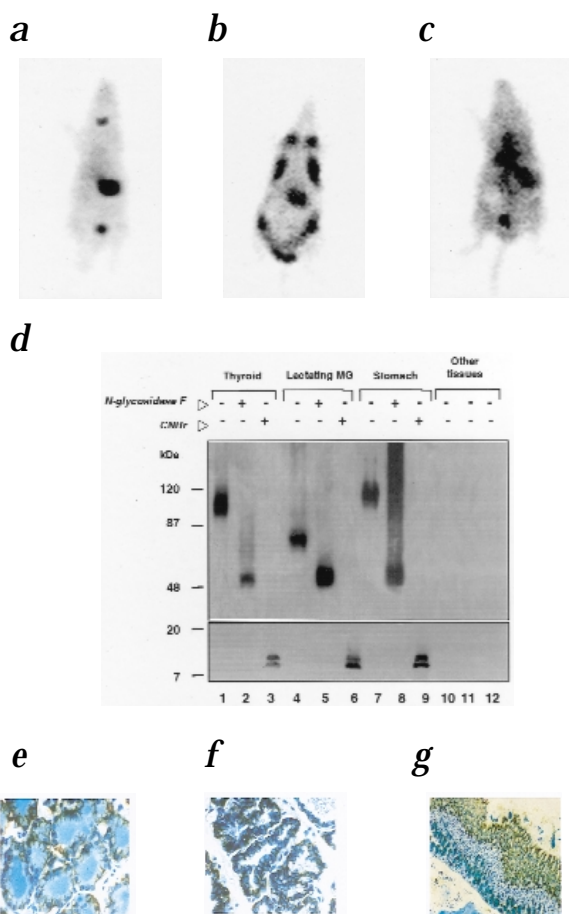 a b c
d
Thyroid Lactating MG Stomach Other tissues
N-glycosidase F - + - - + - - + - - - -
CNBr - - + - - + - - + - - -
kDa
120
87
48
20
7
1 2 3 4 5 6 7 8 9 10 11 12
e f g